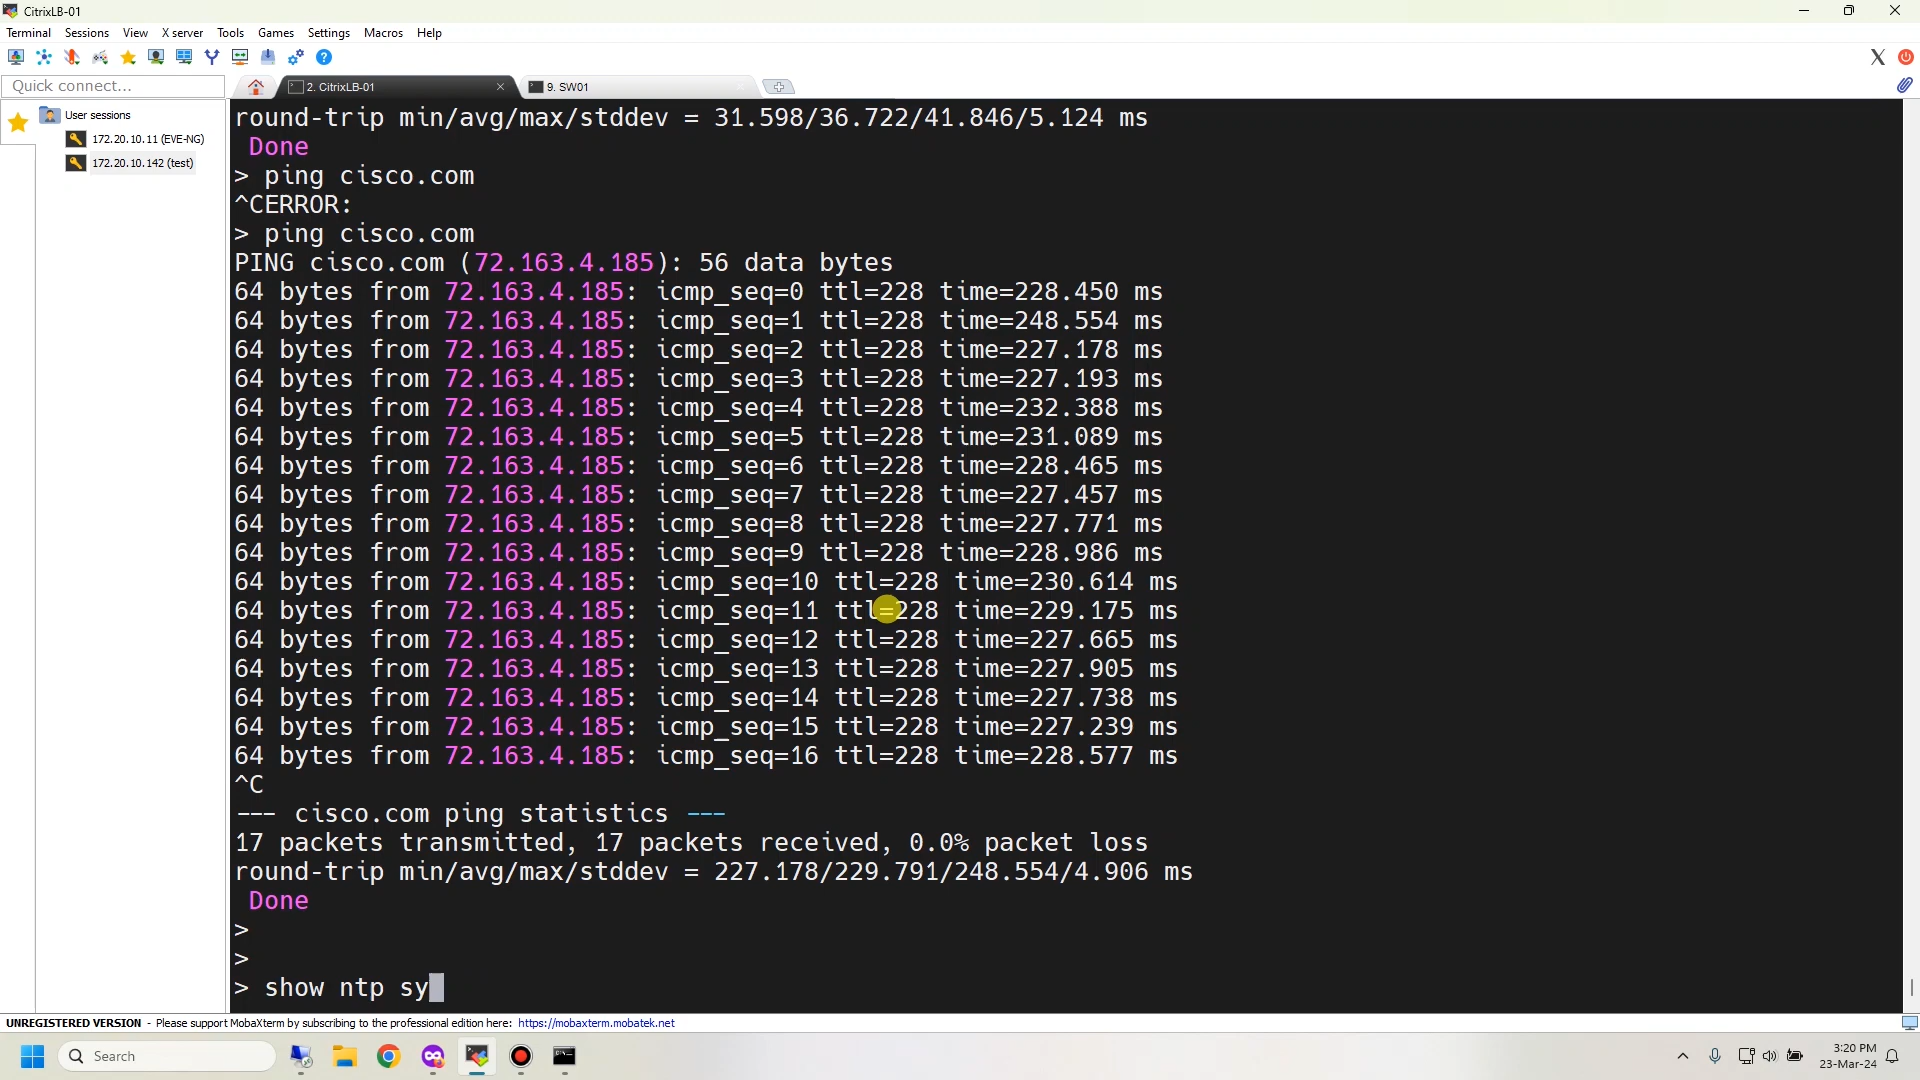 CitrixLB-01
Terminal Sessions View X server Tools Games Settings Macros Help
Quick connect...
2. CitrixLB-01
9. SW01
User sessions
172.20.10.11 (EVE-NG)
172.20.10.142 (test)
round-trip min/avg/max/stddev = 31.598/36.722/41.846/5.124 ms
Done
> ping cisco.com
^CERROR:
> ping cisco.com
PING cisco.com (72.163.4.185): 56 data bytes
64 bytes from 72.163.4.185: icmp_seq=0 ttl=228 time=228.450 ms
64 bytes from 72.163.4.185: icmp_seq=1 ttl=228 time=248.554 ms
64 bytes from 72.163.4.185: icmp_seq=2 ttl=228 time=227.178 ms
64 bytes from 72.163.4.185: icmp_seq=3 ttl=228 time=227.193 ms
64 bytes from 72.163.4.185: icmp_seq=4 ttl=228 time=232.388 ms
64 bytes from 72.163.4.185: icmp_seq=5 ttl=228 time=231.089 ms
64 bytes from 72.163.4.185: icmp_seq=6 ttl=228 time=228.465 ms
64 bytes from 72.163.4.185: icmp_seq=7 ttl=228 time=227.457 ms
64 bytes from 72.163.4.185: icmp_seq=8 ttl=228 time=227.771 ms
64 bytes from 72.163.4.185: icmp_seq=9 ttl=228 time=228.986 ms
64 bytes from 72.163.4.185: icmp_seq=10 ttl=228 time=230.614 ms
64 bytes from 72.163.4.185: icmp_seq=11 ttl=228 time=229.175 ms
64 bytes from 72.163.4.185: icmp_seq=12 ttl=228 time=227.665 ms
64 bytes from 72.163.4.185: icmp_seq=13 ttl=228 time=227.905 ms
64 bytes from 72.163.4.185: icmp_seq=14 ttl=228 time=227.738 ms
64 bytes from 72.163.4.185: icmp_seq=15 ttl=228 time=227.239 ms
64 bytes from 72.163.4.185: icmp_seq=16 ttl=228 time=228.577 ms
^C
--- cisco.com ping statistics ---
17 packets transmitted, 17 packets received, 0.0% packet loss
round-trip min/avg/max/stddev = 227.178/229.791/248.554/4.906 ms
Done
>
>
> show ntp sy
UNREGISTERED VERSION - Please support MobaXterm by subscribing to the professional edition here: https://mobaxterm.mobatek.net
Search
3:20 PM
23-Mar-24